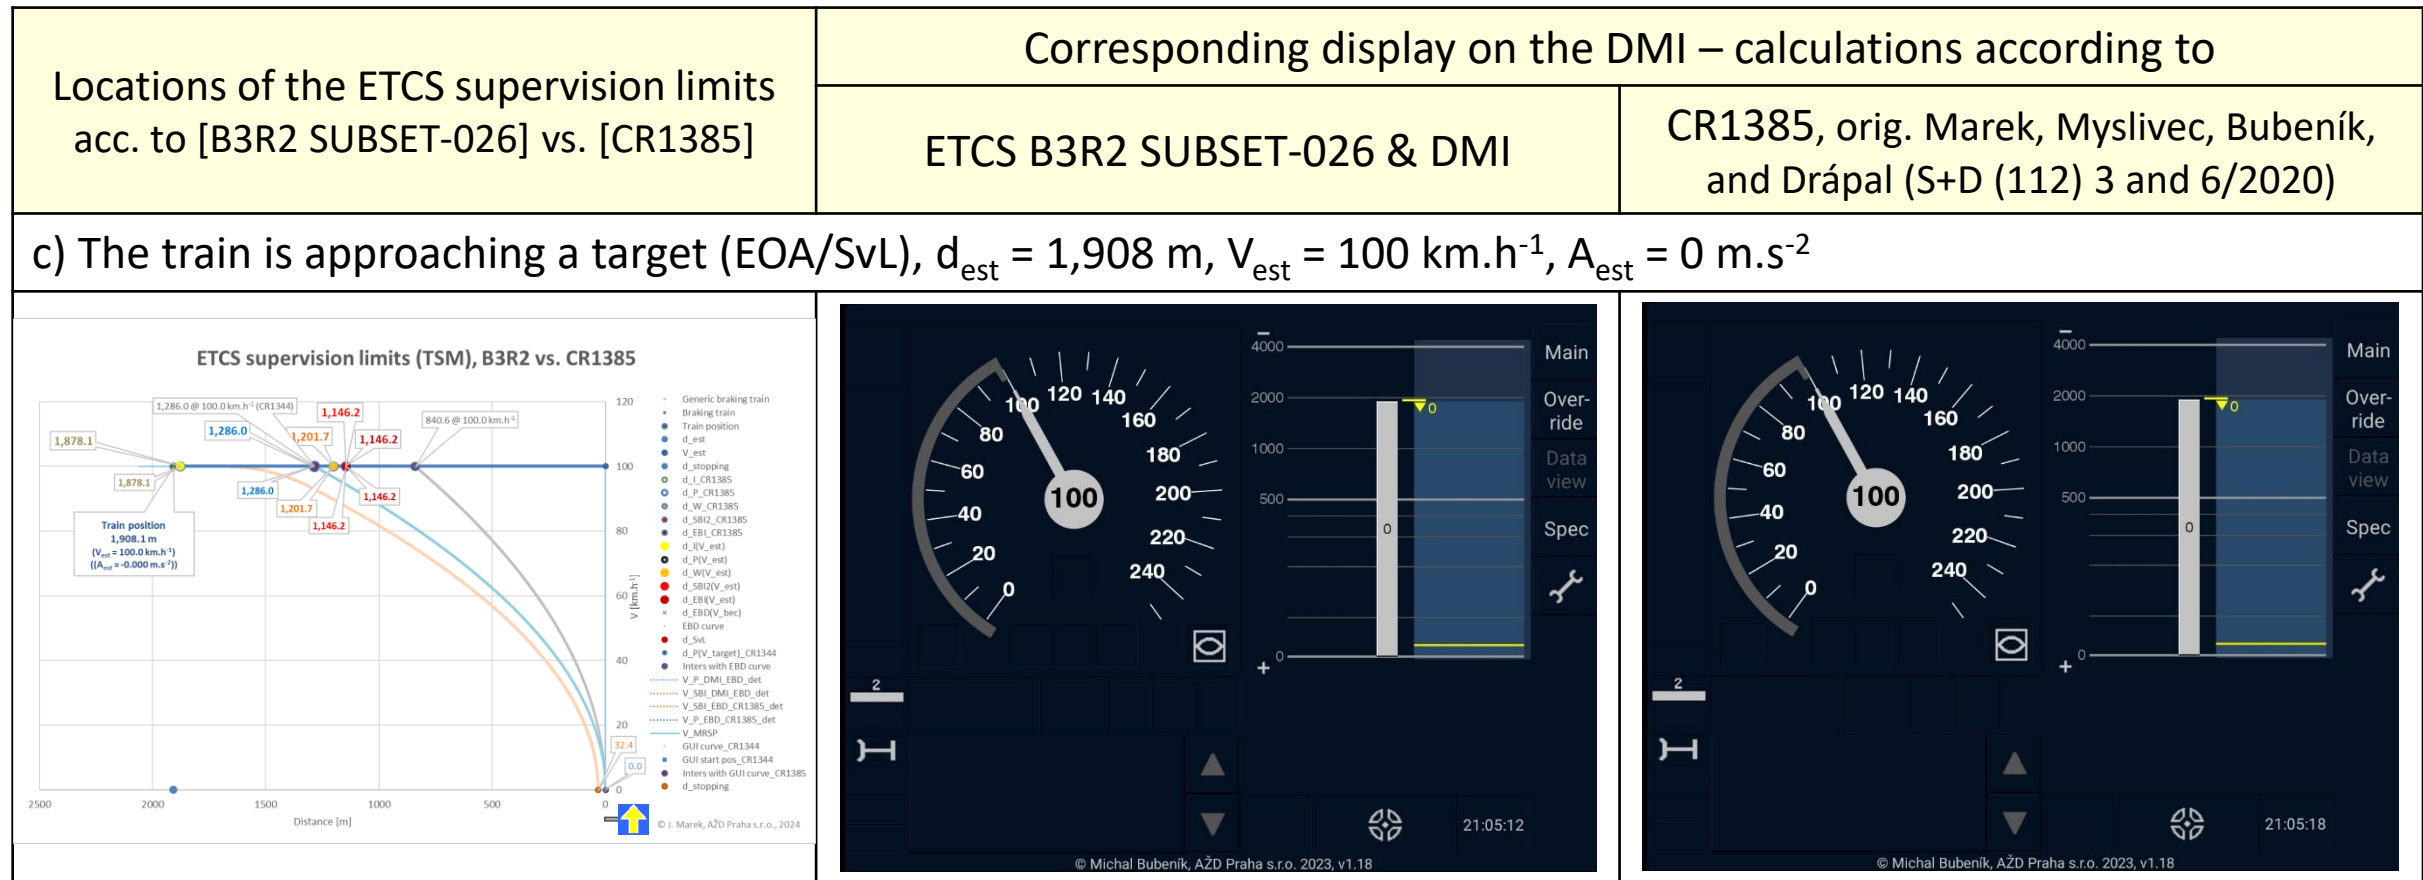 Locations of the ETCS supervision limits
acc. to [B3R2 SUBSET-026] vs. [CR1385]
Corresponding display on the DMI – calculations according to
ETCS B3R2 SUBSET-026 & DMI
CR1385, orig. Marek, Myslivec, Bubeník,
and Drápal (S+D (112) 3 and 6/2020)
c) The train is approaching a target (EOA/SvL), d_est = 1,908 m, V_est = 100 km.h⁻¹, A_est = 0 m.s⁻²
ETCS supervision limits (TSM), B3R2 vs. CR1385
1,286.0 @ 100.0 km.h⁻¹ (CR1344)
1,146.2
840.6 @ 100.0 km.h⁻¹
1,878.1
1,286.0
1,201.7
1,146.2
1,878.1
1,286.0
1,146.2
1,201.7
1,146.2
Train position
1,908.1 m
(V_est = 100.0 km.h⁻¹)
((A_est = -0.000 m.s⁻²))
32.4
0.0
120
100
80
60
40
20
0
V [km.h⁻¹]
2500
2000
1500
1000
500
0
Distance [m]
Generic braking train
Braking train
Train position
d_est
V_est
d_stopping
d_I_CR1385
d_P_CR1385
d_W_CR1385
d_SBI2_CR1385
d_EBI_CR1385
d_I(V_est)
d_P(V_est)
d_W(V_est)
d_SBI2(V_est)
d_EBI(V_est)
d_EBD(V_bec)
EBD curve
d_SvL
d_P(V_target)_CR1344
Inters with EBD curve
V_P_DMI_EBD_det
V_SBI_DMI_EBD_det
V_SBI_EBD_CR1385_det
V_P_EBD_CR1385_det
V_MRSP
GUI curve_CR1344
GUI start pos_CR1344
Inters with GUI curve_CR1385
d_stopping
© J. Marek, AŽD Praha s.r.o., 2024
0
20
40
60
80
100
120
140
160
180
200
220
240
100
2
4000
2000
1000
500
0
0
0
Main
Over-
ride
Data
view
Spec
21:05:12
© Michal Bubeník, AŽD Praha s.r.o. 2023, v1.18
0
20
40
60
80
100
120
140
160
180
200
220
240
100
2
4000
2000
1000
500
0
0
0
Main
Over-
ride
Data
view
Spec
21:05:18
© Michal Bubeník, AŽD Praha s.r.o. 2023, v1.18